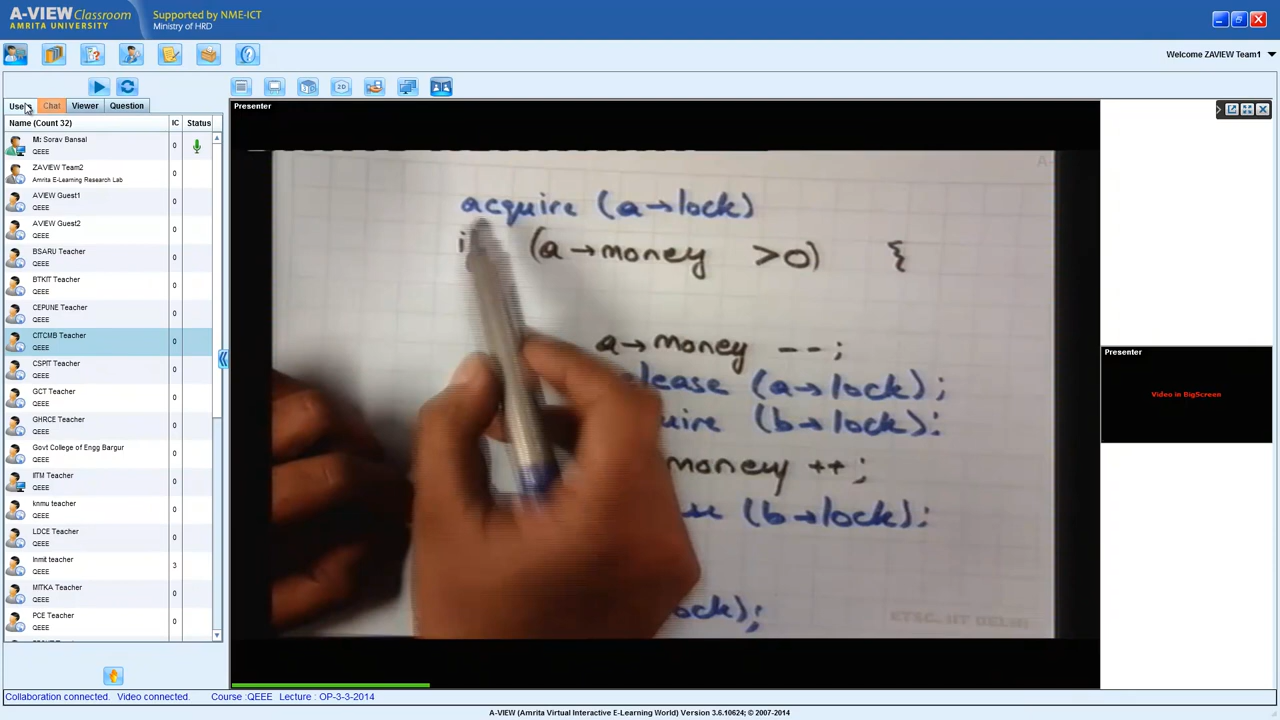 A-VIEW Classroom
AMRITA UNIVERSITY
Supported by NME-ICT
Ministry of HRD
Welcome ZAVIEW Team1
Chat
Viewer
Question
Name (Count 32)
IC
Status
M: Sorav Bansal
QEEE
0
ZAVIEW Team2
Amrita E-Learning Research Lab
0
AVIEW Guest1
QEEE
0
AVIEW Guest2
QEEE
0
BSARU Teacher
QEEE
0
BTKIT Teacher
QEEE
0
CEPUNE Teacher
QEEE
0
CITCMB Teacher
QEEE
0
CSPIT Teacher
QEEE
0
GCT Teacher
QEEE
0
GHRCE Teacher
QEEE
0
Govt College of Engg Bargur
QEEE
0
IITM Teacher
QEEE
0
knmu teacher
QEEE
0
LDCE Teacher
QEEE
0
QEEE
3
MITKA Teacher
QEEE
0
PCE Teacher
QEEE
0
Presenter
acquire (a→lock)
(a→money >0) {
a→money --;
(a→lock);
(b→lock);
money ++;
(b→lock);
lock);
ETSC, IIT DELHI
Presenter
Video in BigScreen
Collaboration connected. Video connected. Course :QEEE Lecture : OP-3-3-2014
A-VIEW (Amrita Virtual Interactive E-Learning World) Version 3.6.10624; © 2007-2014